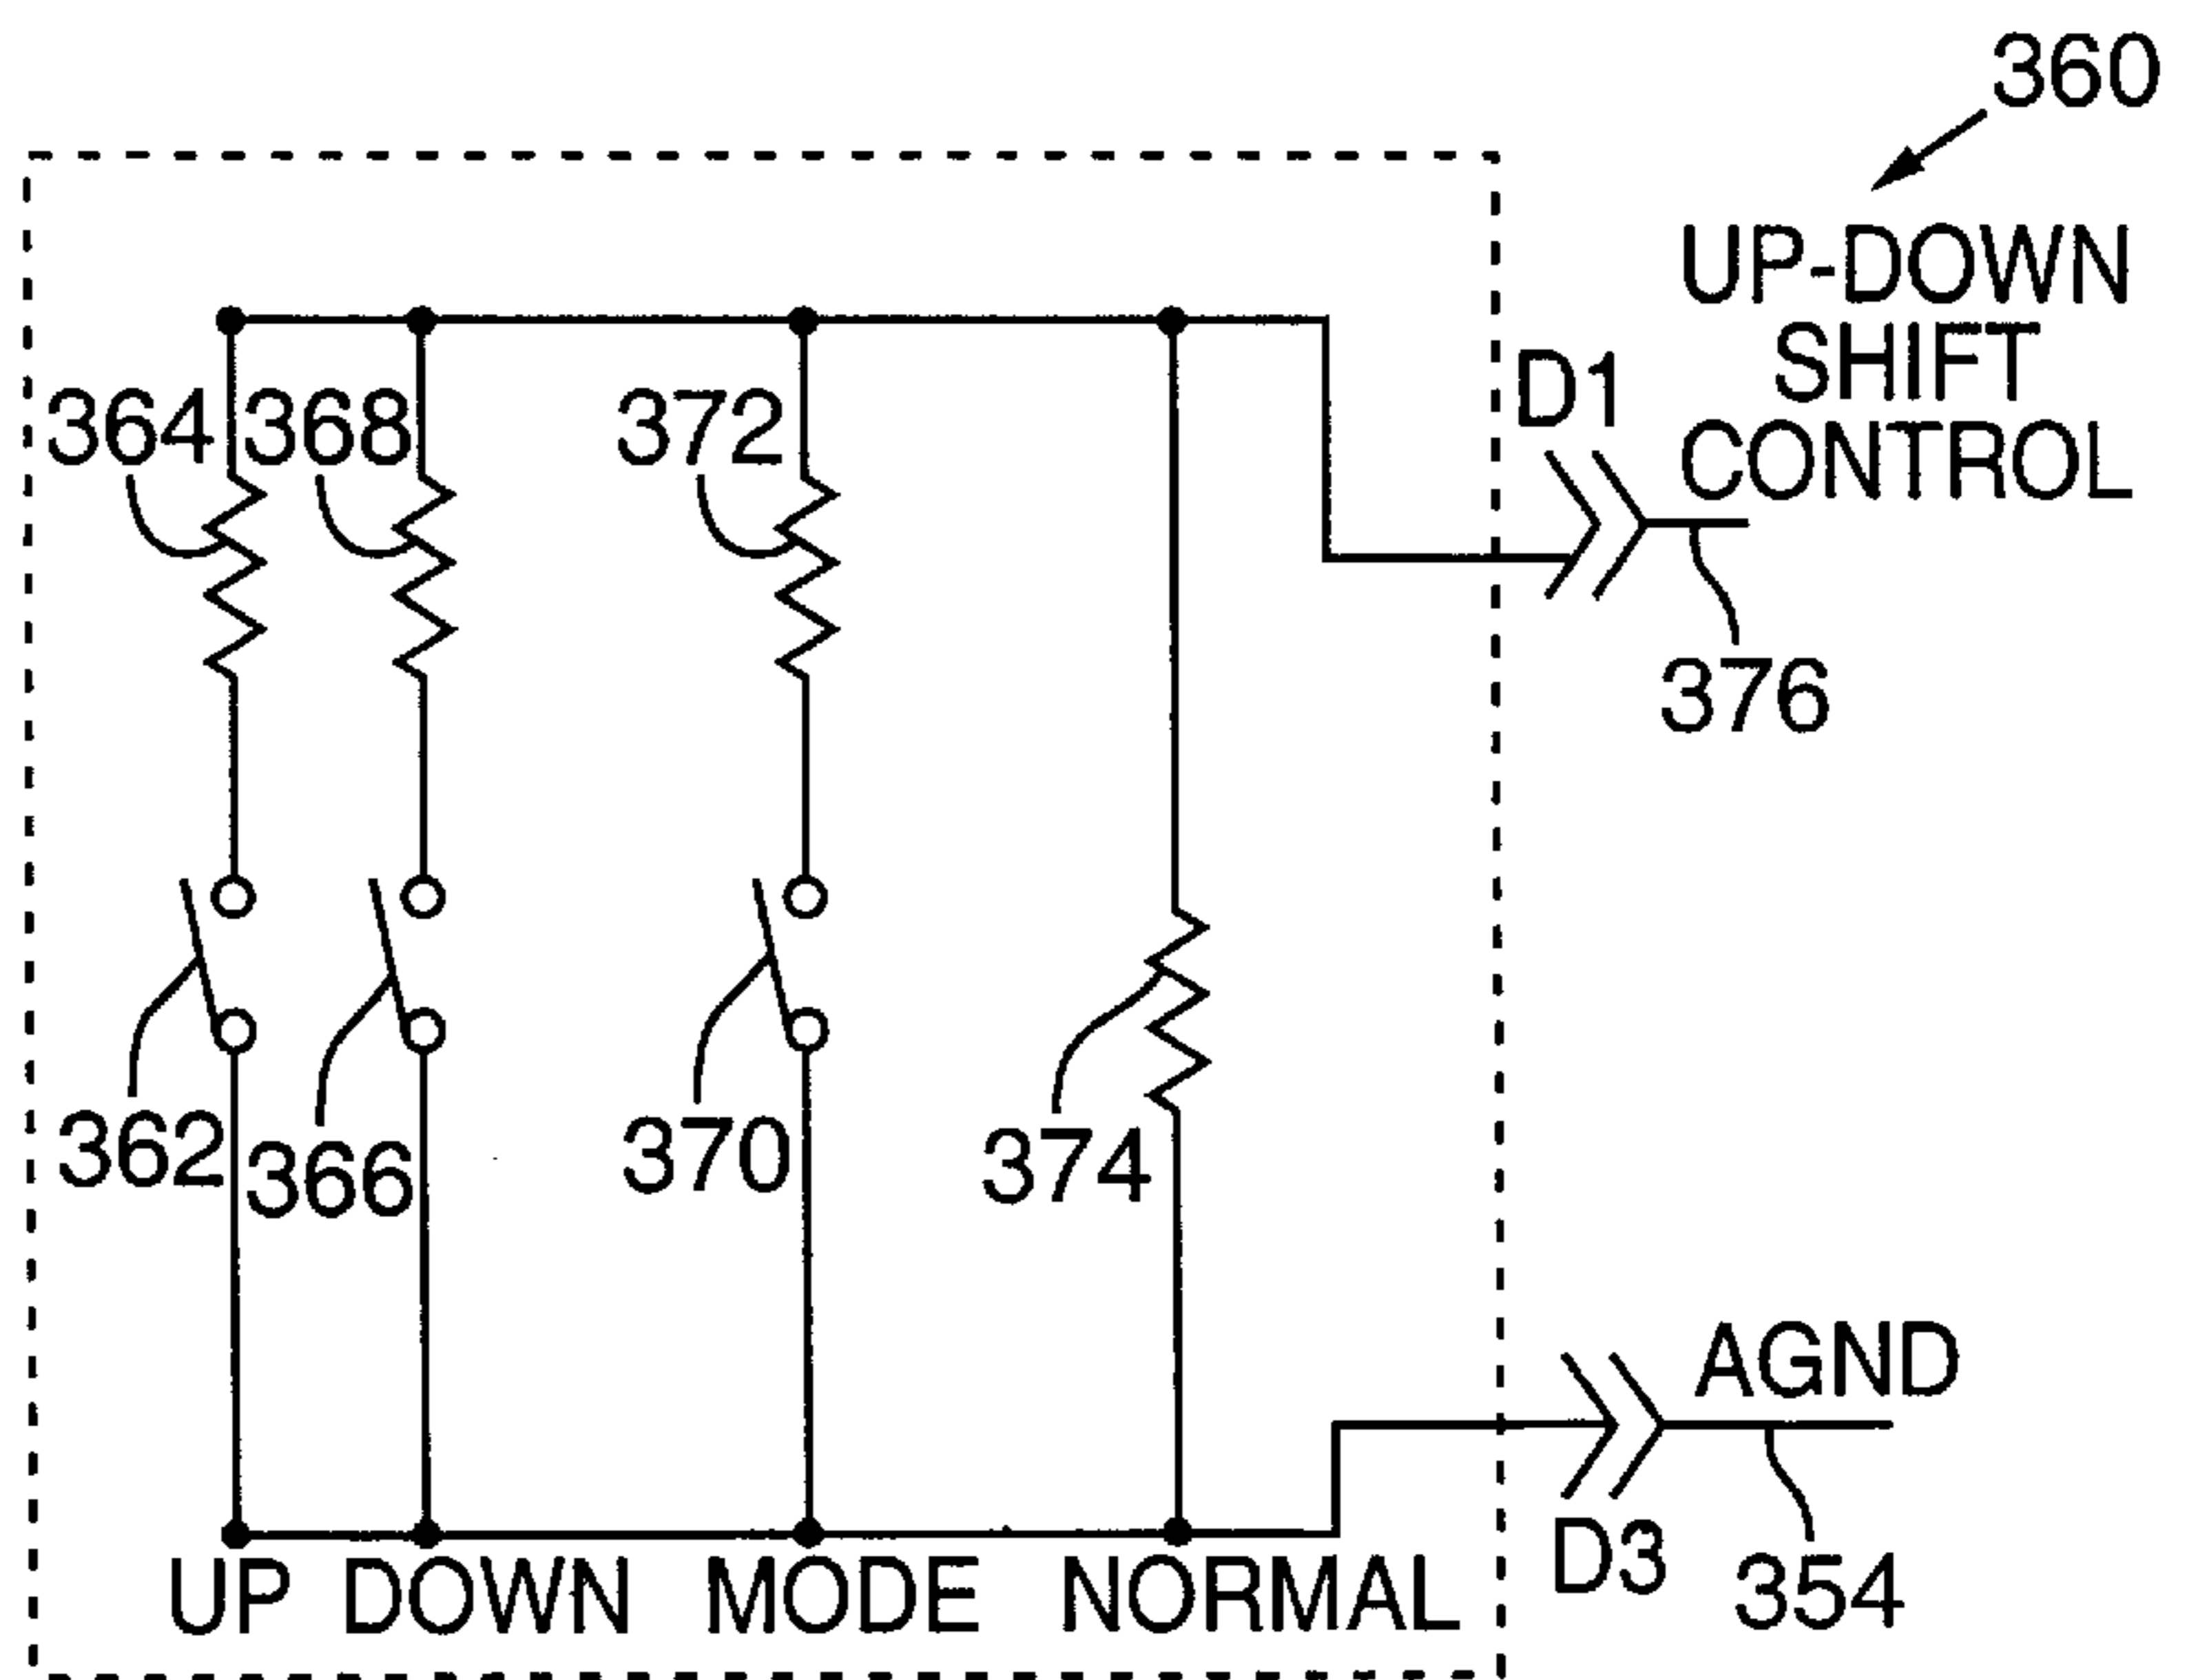 360
UP-DOWN
SHIFT
CONTROL
D1
364
368
372
376
362
366
370
374
AGND
D3
354
UP
DOWN
MODE
NORMAL